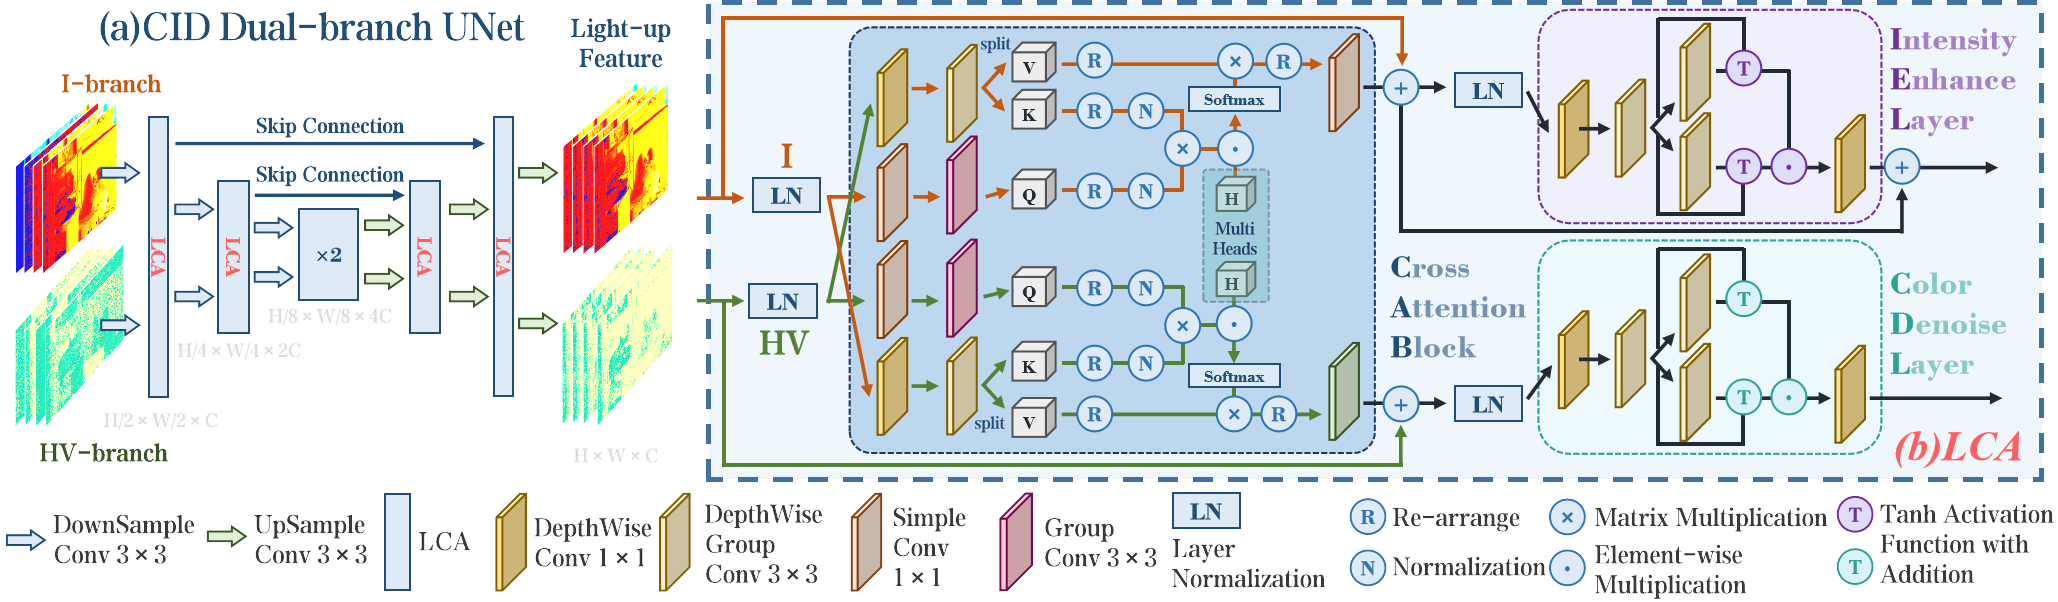 (a)CID Dual-branch UNet
I-branch
Light-up
Feature
Skip Connection
Skip Connection
LCA
LCA
×2
LCA
LCA
H/8 × W/8 × 4C
H/4 × W/4 × 2C
H/2 × W/2 × C
HV-branch
H × W × C
I
LN
LN
HV
split
V
K
Q
Q
K
V
split
R
R
N
R
N
R
N
R
N
R
×
R
Softmax
×
·
H
Multi
Heads
H
×
·
Softmax
×
R
+
+
Cross
Attention
Block
LN
LN
T
T
·
+
Intensity
Enhance
Layer
T
T
·
Color
Denoise
Layer
(b)LCA
DownSample
Conv 3 × 3
UpSample
Conv 3 × 3
LCA
DepthWise
Conv 1 × 1
DepthWise
Group
Conv 3 × 3
Simple
Conv
1 × 1
Group
Conv 3 × 3
LN
Layer
Normalization
R Re-arrange
N Normalization
× Matrix Multiplication
· Element-wise
Multiplication
T
T
Tanh Activation
Function with
Addition